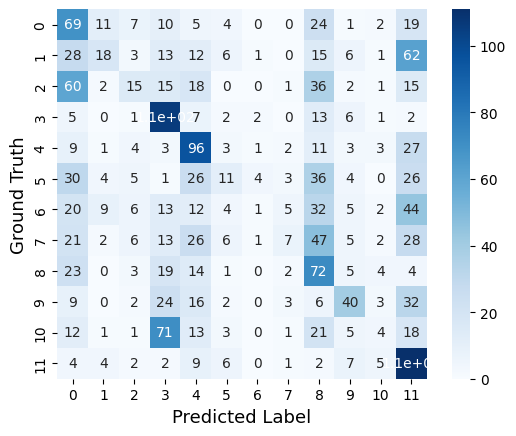 0 69 11 7 10 5 4 0 0 24 1 2 19
1 28 18 3 13 12 6 1 0 15 6 1 62
2 60 2 15 15 18 0 0 1 36 2 1 15
3 5 0 1 1e+0 7 2 2 0 13 6 1 2
4 9 1 4 3 96 3 1 2 11 3 3 27
5 30 4 5 1 26 11 4 3 36 4 0 26
6 20 9 6 13 12 4 1 5 32 5 2 44
7 21 2 6 13 26 6 1 7 47 5 2 28
8 23 0 3 19 14 1 0 2 72 5 4 4
9 9 0 2 24 16 2 0 3 6 40 3 32
10 12 1 1 71 13 3 0 1 21 5 4 18
11 4 4 2 2 9 6 0 1 2 7 5 1e+0
0 1 2 3 4 5 6 7 8 9 10 11
Predicted Label
Ground Truth
100
80
60
40
20
0